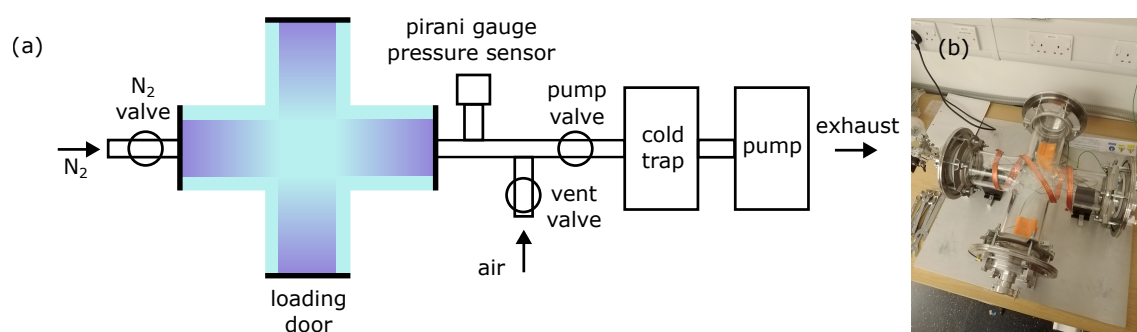 (a)
pirani gauge
pressure sensor
N2
valve
N2
pump
valve
cold
trap
pump
exhaust
vent
valve
air
loading
door
(b)